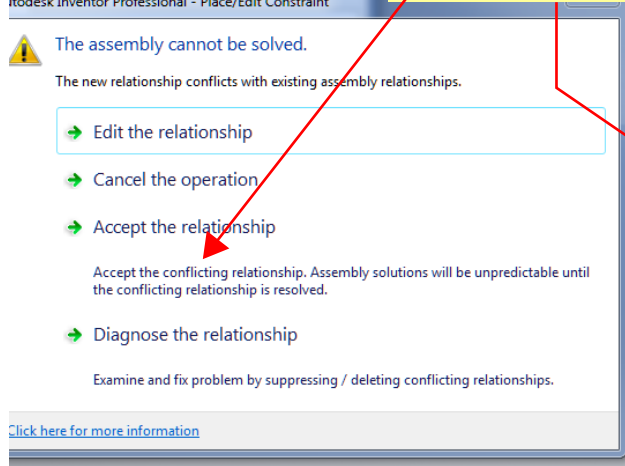 Autodesk Inventor Professional - Place/Edit Constraint
The assembly cannot be solved.
The new relationship conflicts with existing assembly relationships.
Edit the relationship
Cancel the operation
Accept the relationship
Accept the conflicting relationship. Assembly solutions will be unpredictable until
the conflicting relationship is resolved.
Diagnose the relationship
Examine and fix problem by suppressing / deleting conflicting relationships.
Click here for more information